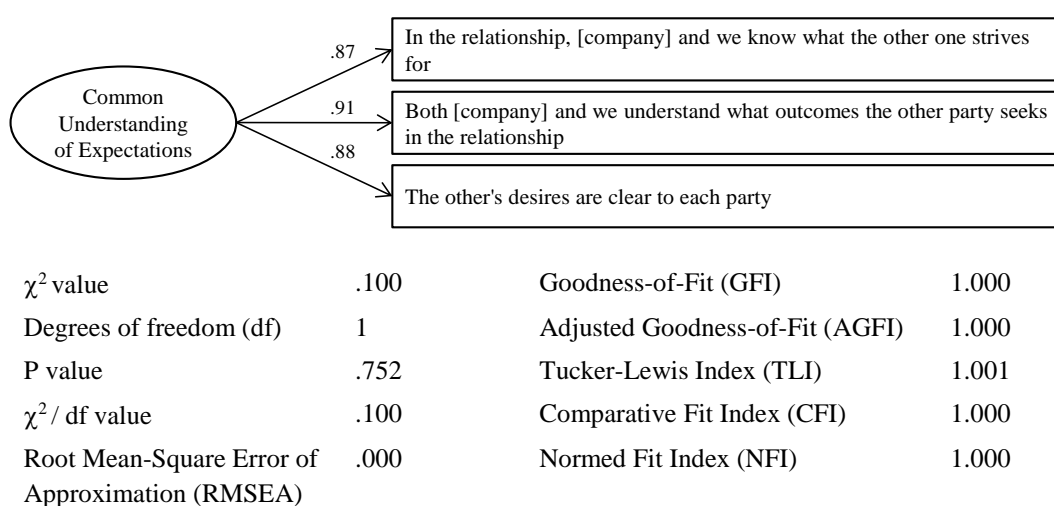 Common
Understanding
of Expectations
.87
.91
.88
In the relationship, [company] and we know what the other one strives
for
Both [company] and we understand what outcomes the other party seeks
in the relationship
The other's desires are clear to each party
χ² value .100 Goodness-of-Fit (GFI) 1.000
Degrees of freedom (df) 1 Adjusted Goodness-of-Fit (AGFI) 1.000
P value .752 Tucker-Lewis Index (TLI) 1.001
χ² / df value .100 Comparative Fit Index (CFI) 1.000
Root Mean-Square Error of .000 Normed Fit Index (NFI) 1.000
Approximation (RMSEA)